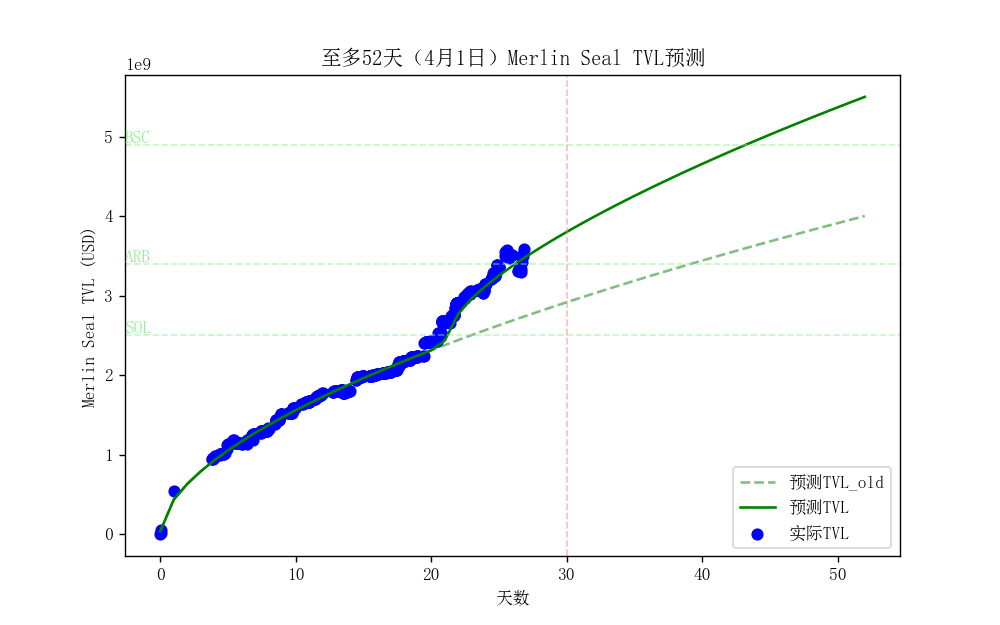 至多52天（4月1日）Merlin Seal TVL预测
1e9
5
4
3
2
1
0
BSC
ARB
SOL
Merlin Seal TVL (USD)
预测TVL_old
预测TVL
实际TVL
0 10 20 30 40 50
天数